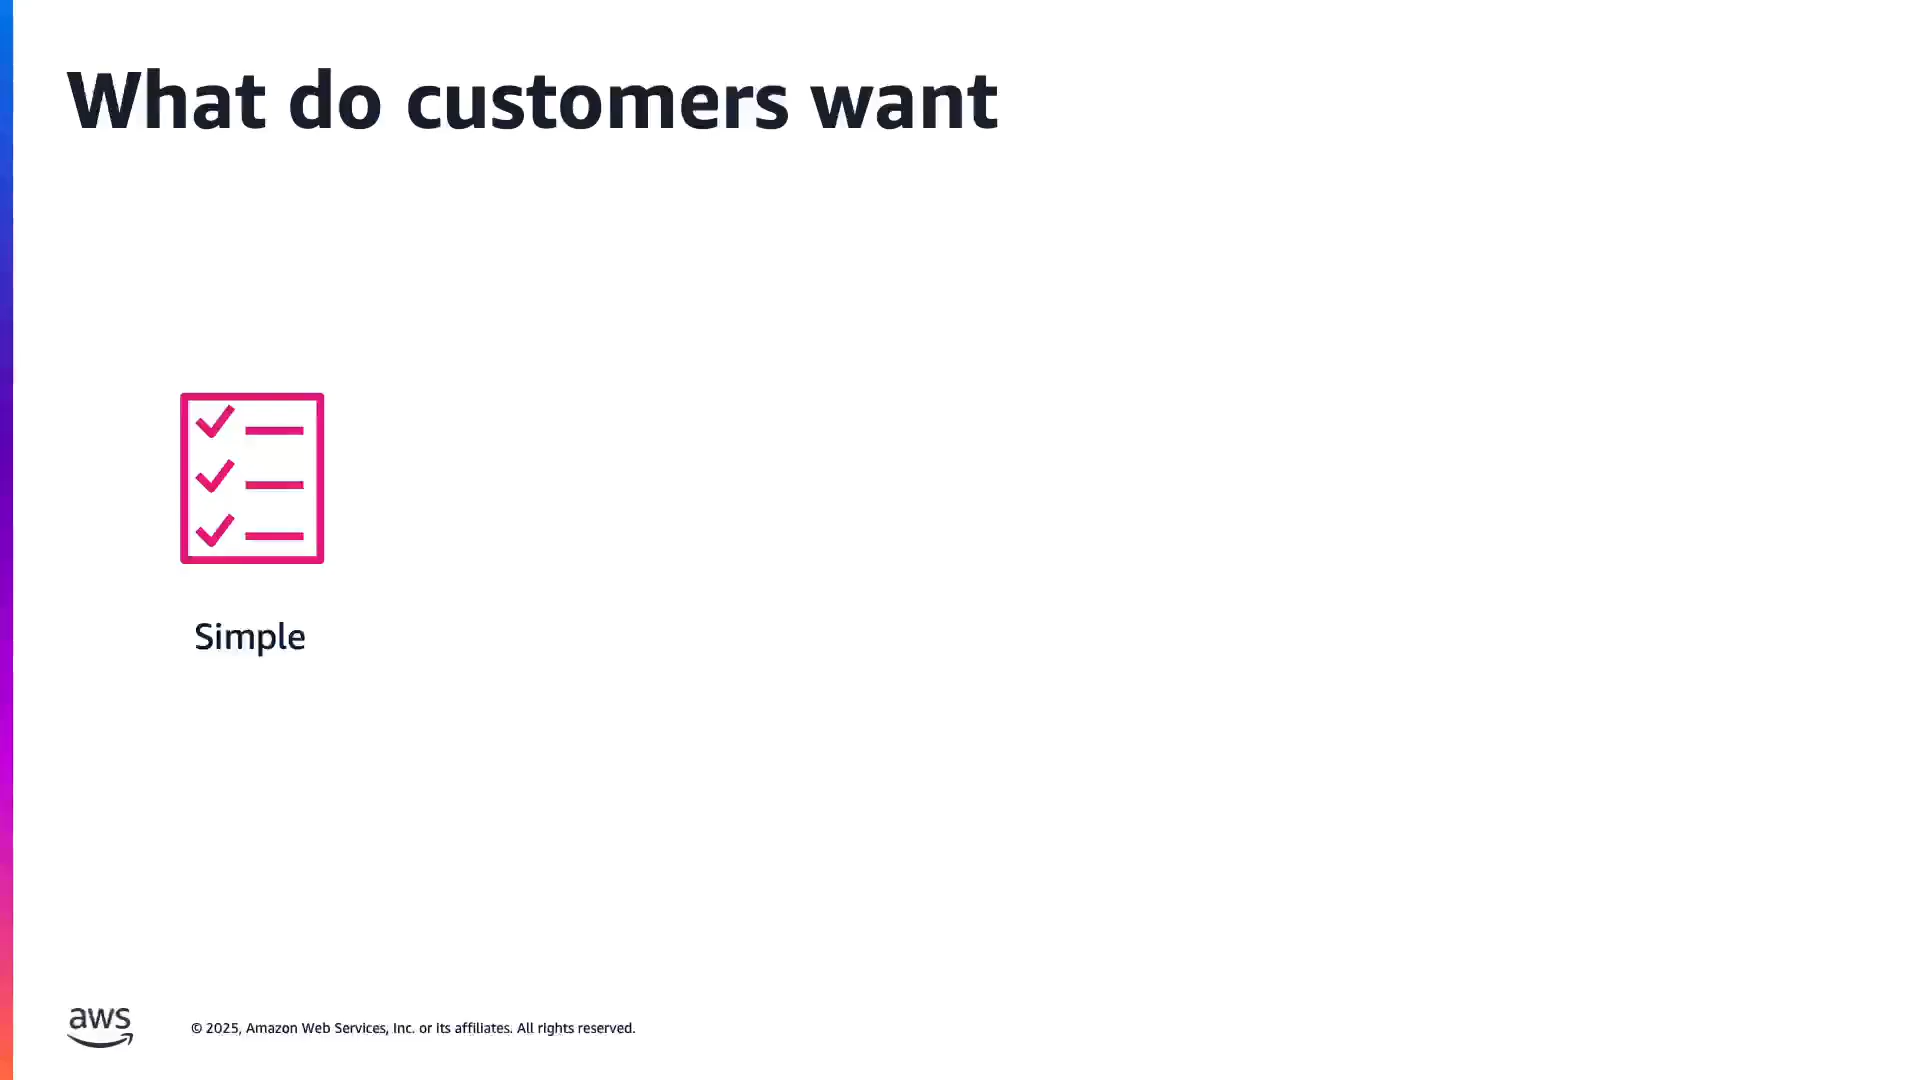 What do customers want
Simple
aws
© 2025, Amazon Web Services, Inc. or its affiliates. All rights reserved.